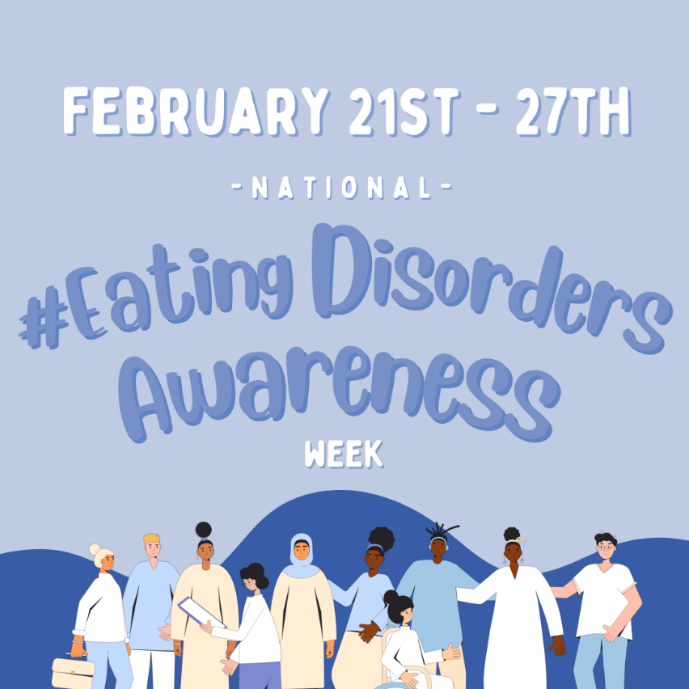 FEBRUARY 21ST - 27TH
-NATIONAL-
#Eating Disorders
Awareness
WEEK